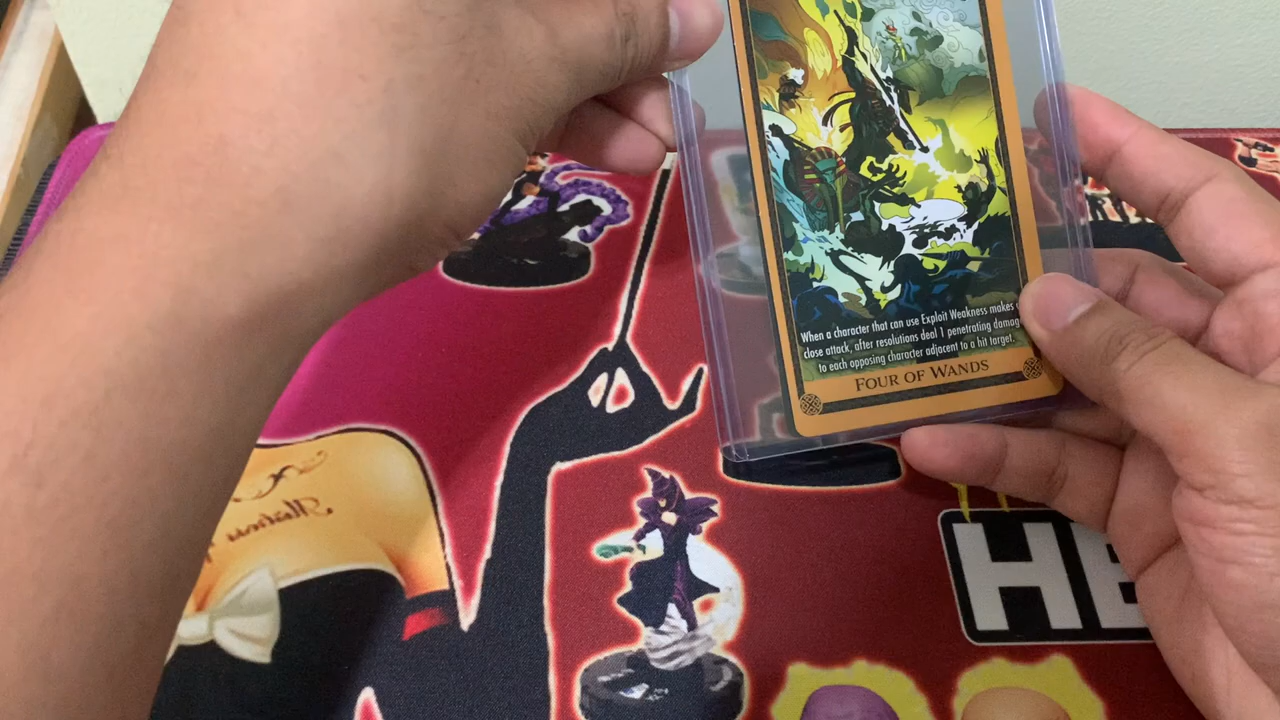 When a character that can use Exploit Weakness makes
close attack, after resolutions deal 1 penetrating damag
to each opposing character adjacent to a hit target.
FOUR OF WANDS
HE